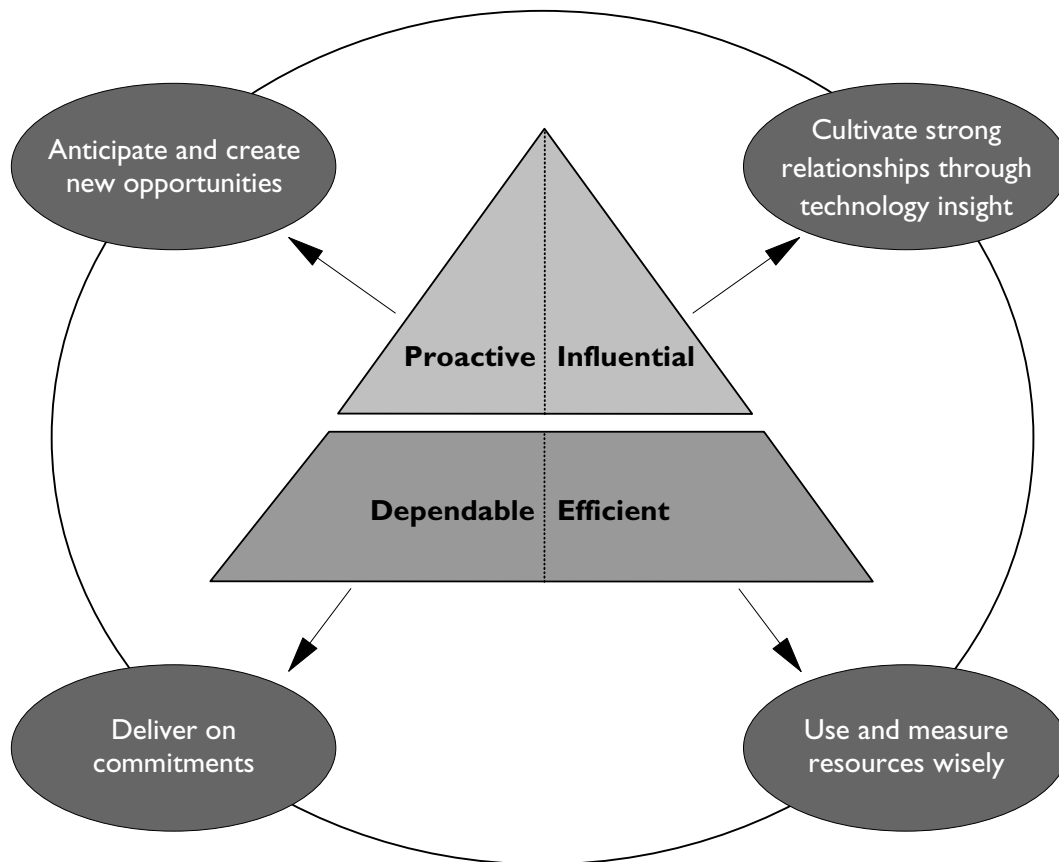 Anticipate and create
new opportunities
Cultivate strong
relationships through
technology insight
Proactive Influential
Dependable Efficient
Deliver on
commitments
Use and measure
resources wisely